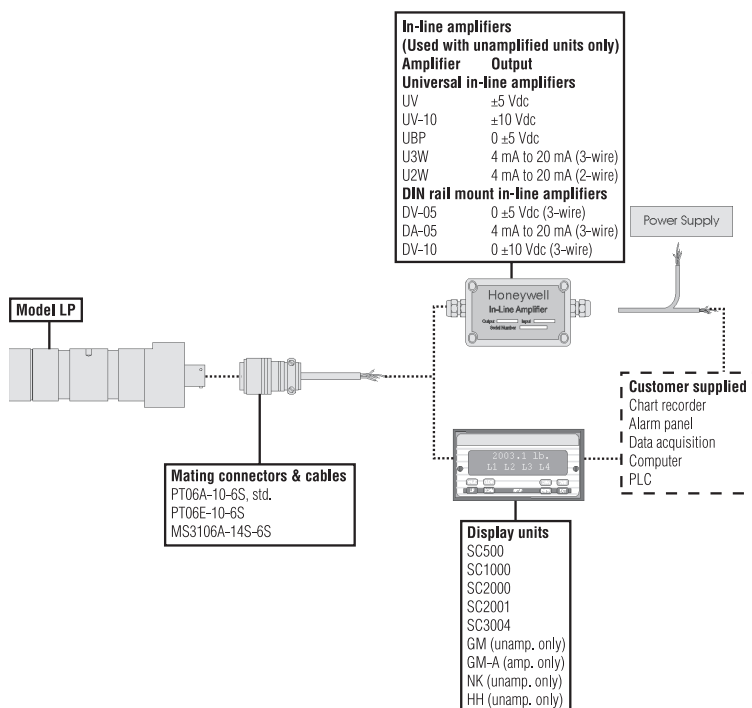 In-line amplifiers
(Used with unamplified units only)
Amplifier Output
Universal in-line amplifiers
UV ±5 Vdc
UV-10 ±10 Vdc
UBP 0 ±5 Vdc
U3W 4 mA to 20 mA (3-wire)
U2W 4 mA to 20 mA (2-wire)
DIN rail mount in-line amplifiers
DV-05 0 ±5 Vdc (3-wire)
DA-05 4 mA to 20 mA (3-wire)
DV-10 0 ±10 Vdc (3-wire)
Power Supply
Honeywell
In-Line Amplifier
Output Input
Serial Number
Model LP
Mating connectors & cables
PT06A-10-6S, std.
PT06E-10-6S
MS3106A-14S-6S
2003.1 lb.
L1 L2 L3 L4
Customer supplied
Chart recorder
Alarm panel
Data acquisition
Computer
PLC
Display units
SC500
SC1000
SC2000
SC2001
SC3004
GM (unamp. only)
GM-A (amp. only)
NK (unamp. only)
HH (unamp. only)